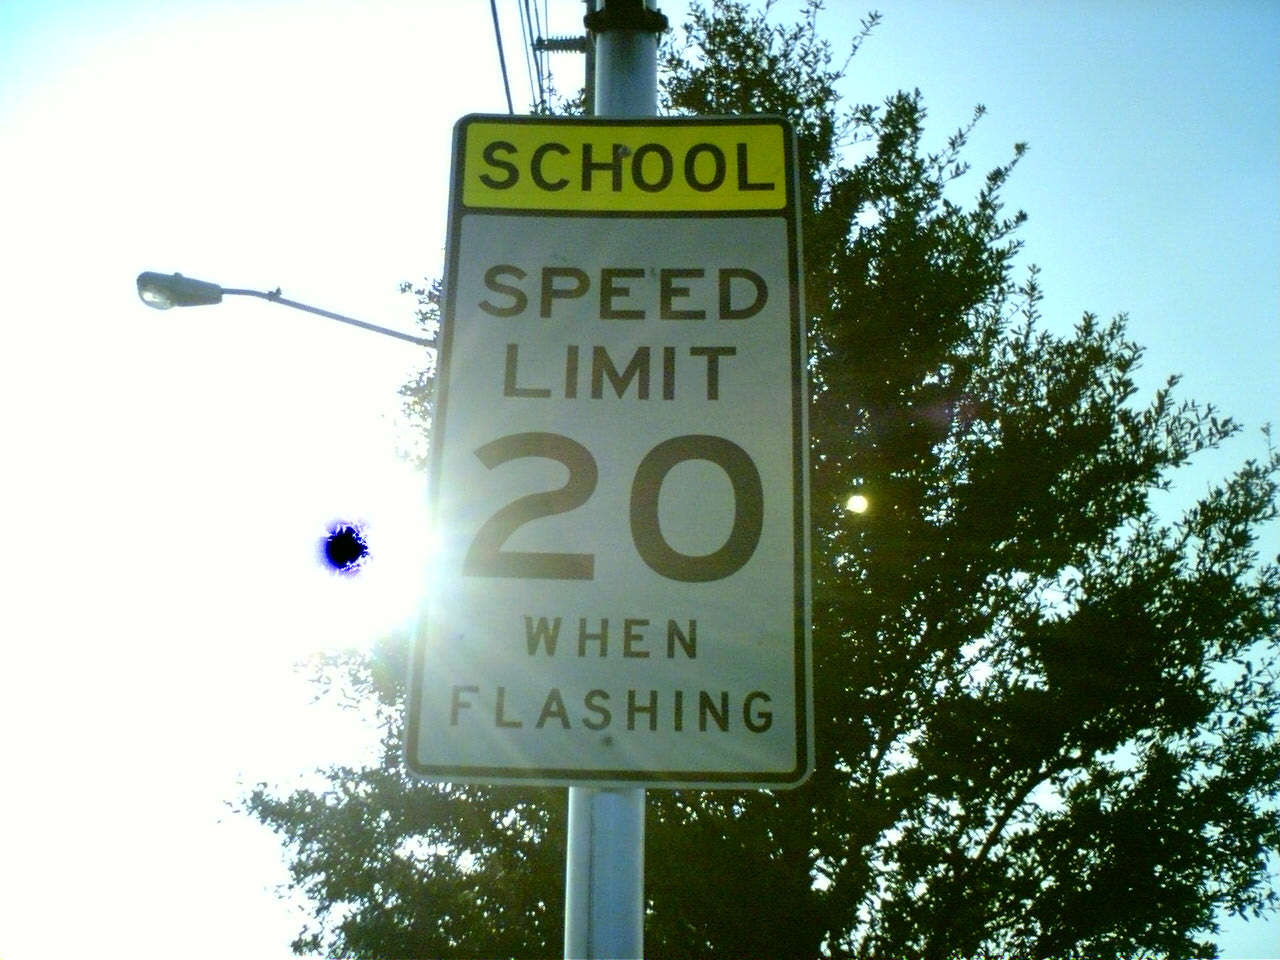 SCHOOL
SPEED
LIMIT
20
WHEN
FLASHING